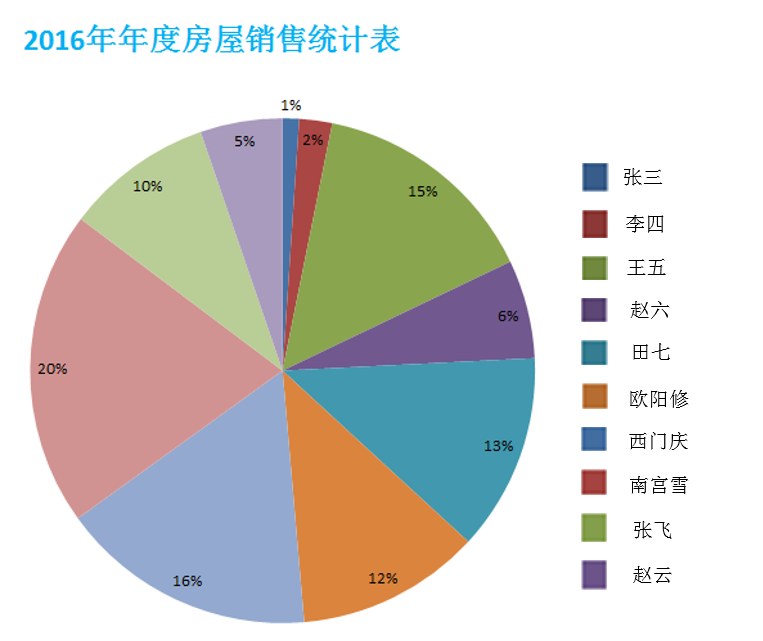 2016年年度房屋销售统计表
1%
2%
15%
6%
13%
12%
16%
20%
10%
5%
张三
李四
王五
赵六
田七
欧阳修
西门庆
南宫雪
张飞
赵云